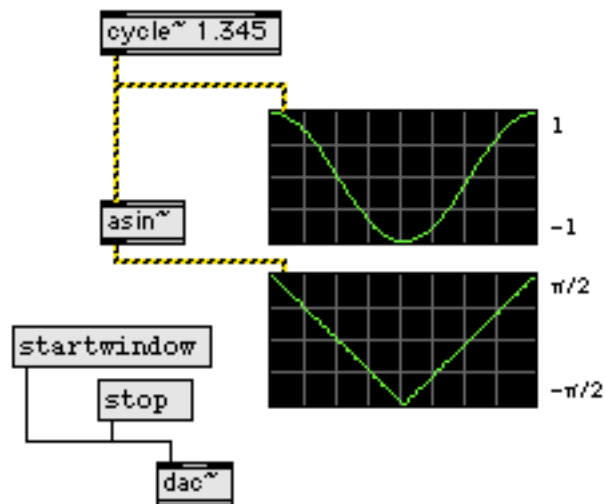 cycle~ 1.345
1
-1
asin~
π/2
-π/2
startwindow
stop
dac~